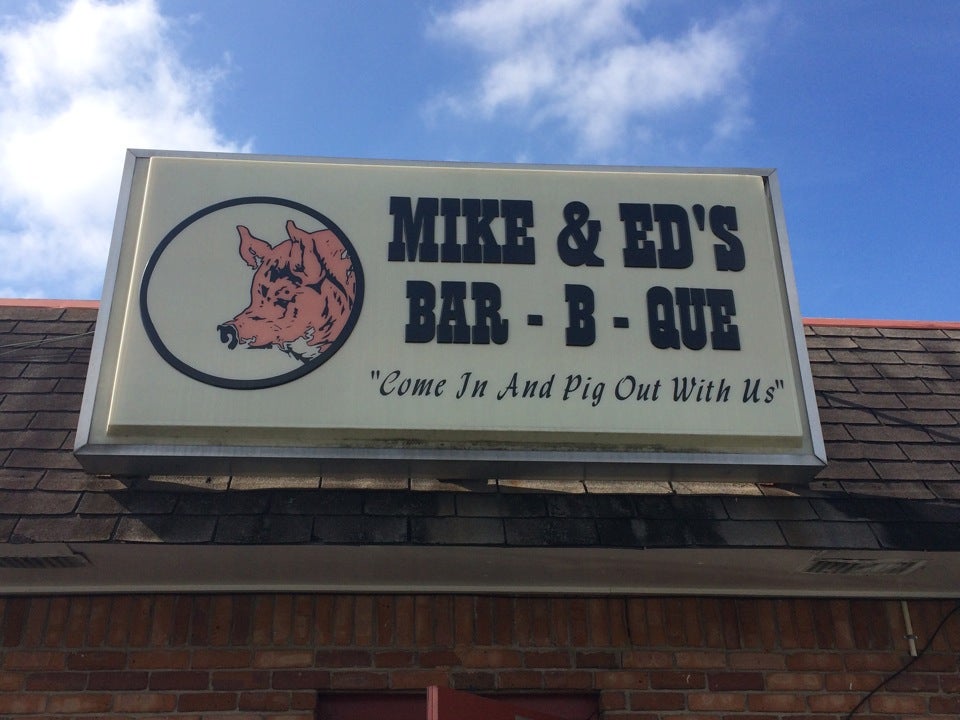 MIKE & ED'S
BAR - B - QUE
"Come In And Pig Out With Us"